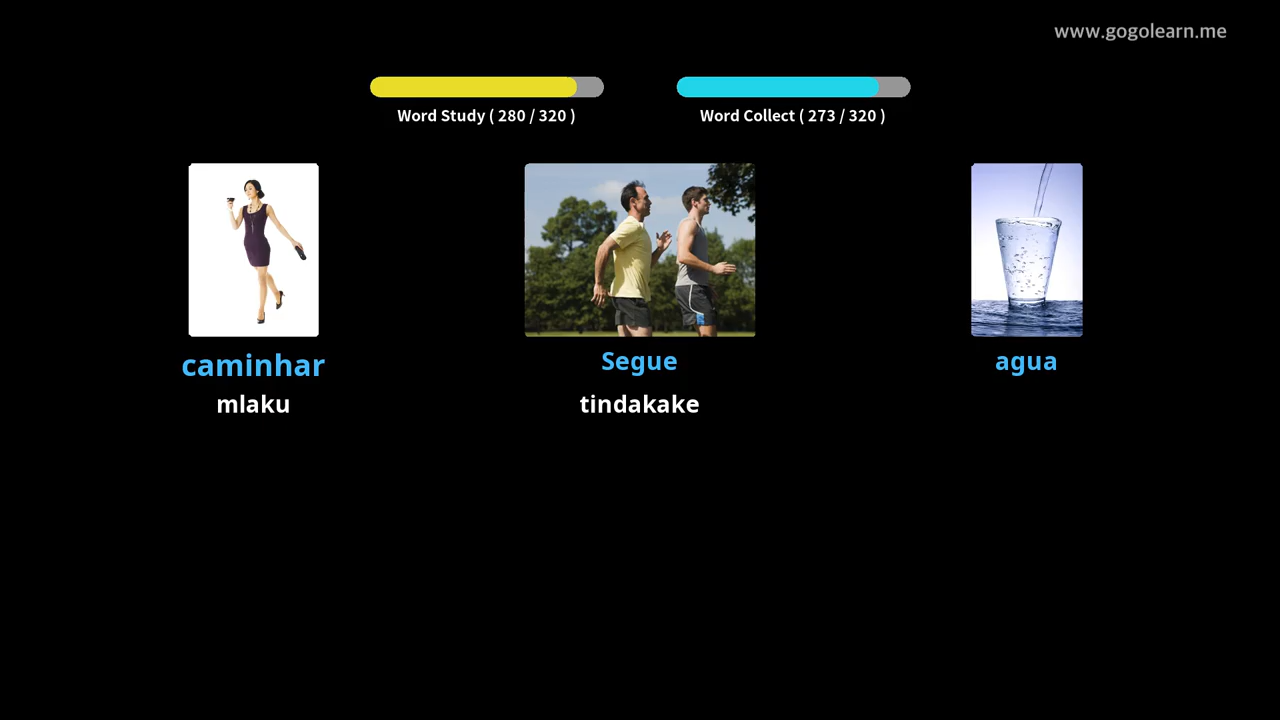 www.gogolearn.me
Word Study ( 280 / 320 )
Word Collect ( 273 / 320 )
caminhar
mlaku
Segue
tindakake
agua